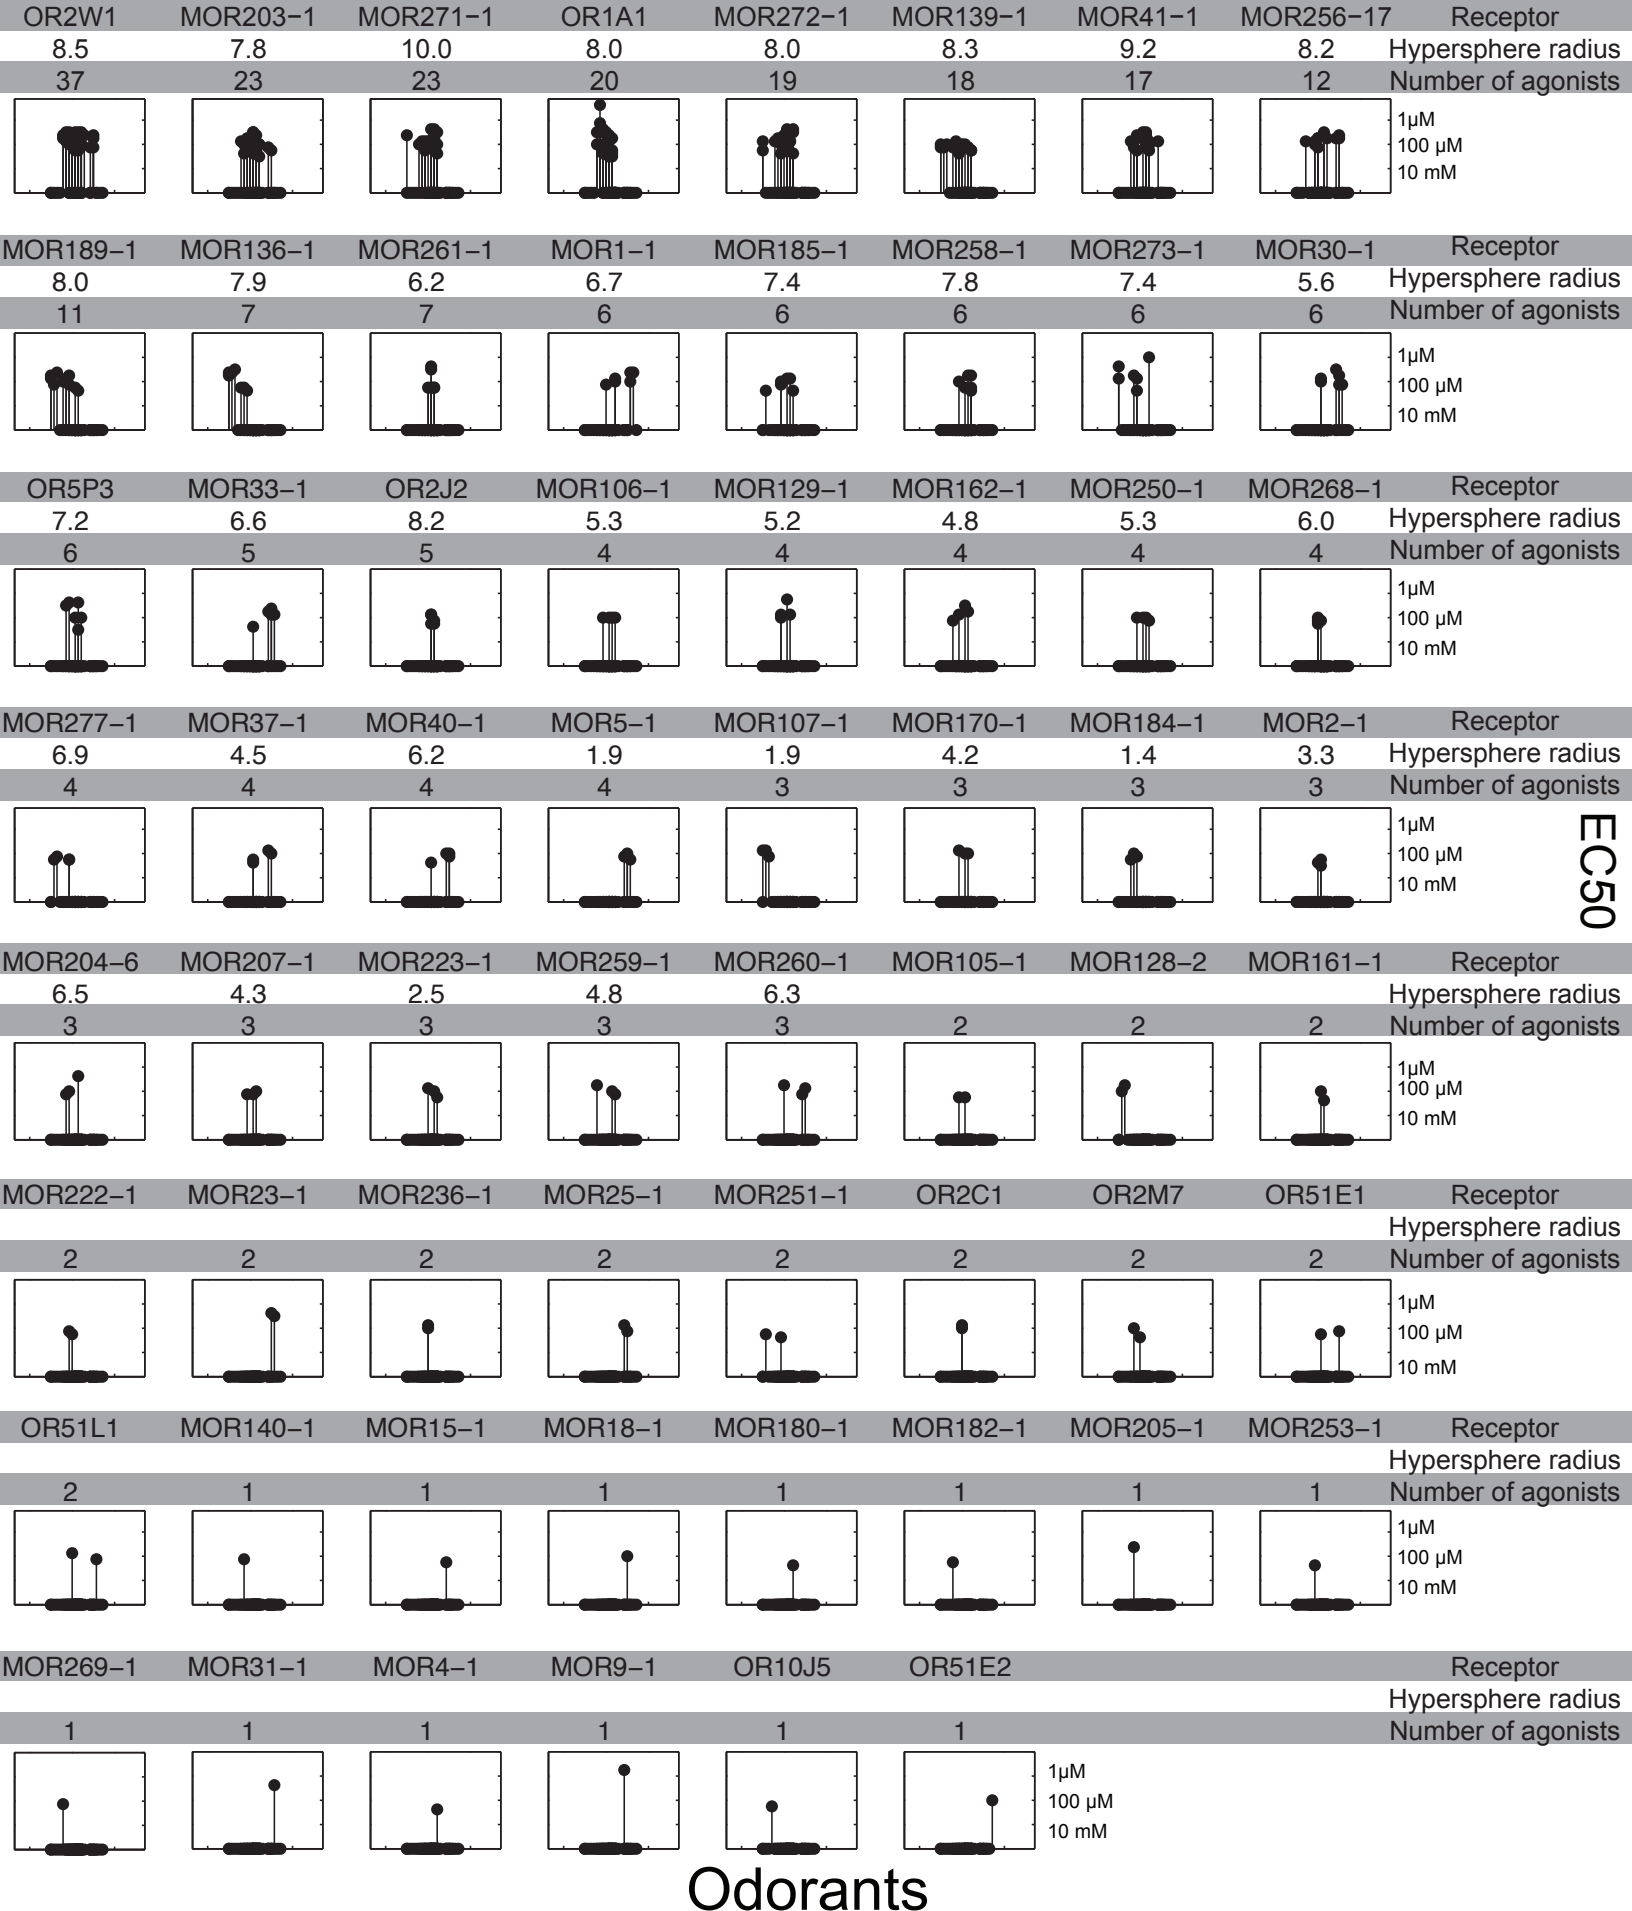 OR2W1 MOR203−1 MOR271−1 OR1A1 MOR272−1 MOR139−1 MOR41−1 MOR256−17 Receptor
8.5 7.8 10.0 8.0 8.0 8.3 9.2 8.2 Hypersphere radius
37 23 23 20 19 18 17 12 Number of agonists
1µM
100 µM
10 mM
MOR189−1 MOR136−1 MOR261−1 MOR1−1 MOR185−1 MOR258−1 MOR273−1 MOR30−1 Receptor
8.0 7.9 6.2 6.7 7.4 7.8 7.4 5.6 Hypersphere radius
11 7 7 6 6 6 6 6 Number of agonists
1µM
100 µM
10 mM
OR5P3 MOR33−1 OR2J2 MOR106−1 MOR129−1 MOR162−1 MOR250−1 MOR268−1 Receptor
7.2 6.6 8.2 5.3 5.2 4.8 5.3 6.0 Hypersphere radius
6 5 5 4 4 4 4 4 Number of agonists
1µM
100 µM
10 mM
MOR277−1 MOR37−1 MOR40−1 MOR5−1 MOR107−1 MOR170−1 MOR184−1 MOR2−1 Receptor
6.9 4.5 6.2 1.9 1.9 4.2 1.4 3.3 Hypersphere radius
4 4 4 4 3 3 3 3 Number of agonists
1µM
100 µM
10 mM
EC50
MOR204−6 MOR207−1 MOR223−1 MOR259−1 MOR260−1 MOR105−1 MOR128−2 MOR161−1 Receptor
6.5 4.3 2.5 4.8 6.3 Hypersphere radius
3 3 3 3 3 2 2 2 Number of agonists
1µM
100 µM
10 mM
MOR222−1 MOR23−1 MOR236−1 MOR25−1 MOR251−1 OR2C1 OR2M7 OR51E1 Receptor
Hypersphere radius
2 2 2 2 2 2 2 2 Number of agonists
1µM
100 µM
10 mM
OR51L1 MOR140−1 MOR15−1 MOR18−1 MOR180−1 MOR182−1 MOR205−1 MOR253−1 Receptor
Hypersphere radius
2 1 1 1 1 1 1 1 Number of agonists
1µM
100 µM
10 mM
MOR269−1 MOR31−1 MOR4−1 MOR9−1 OR10J5 OR51E2 Receptor
Hypersphere radius
1 1 1 1 1 1 Number of agonists
1µM
100 µM
10 mM
Odorants